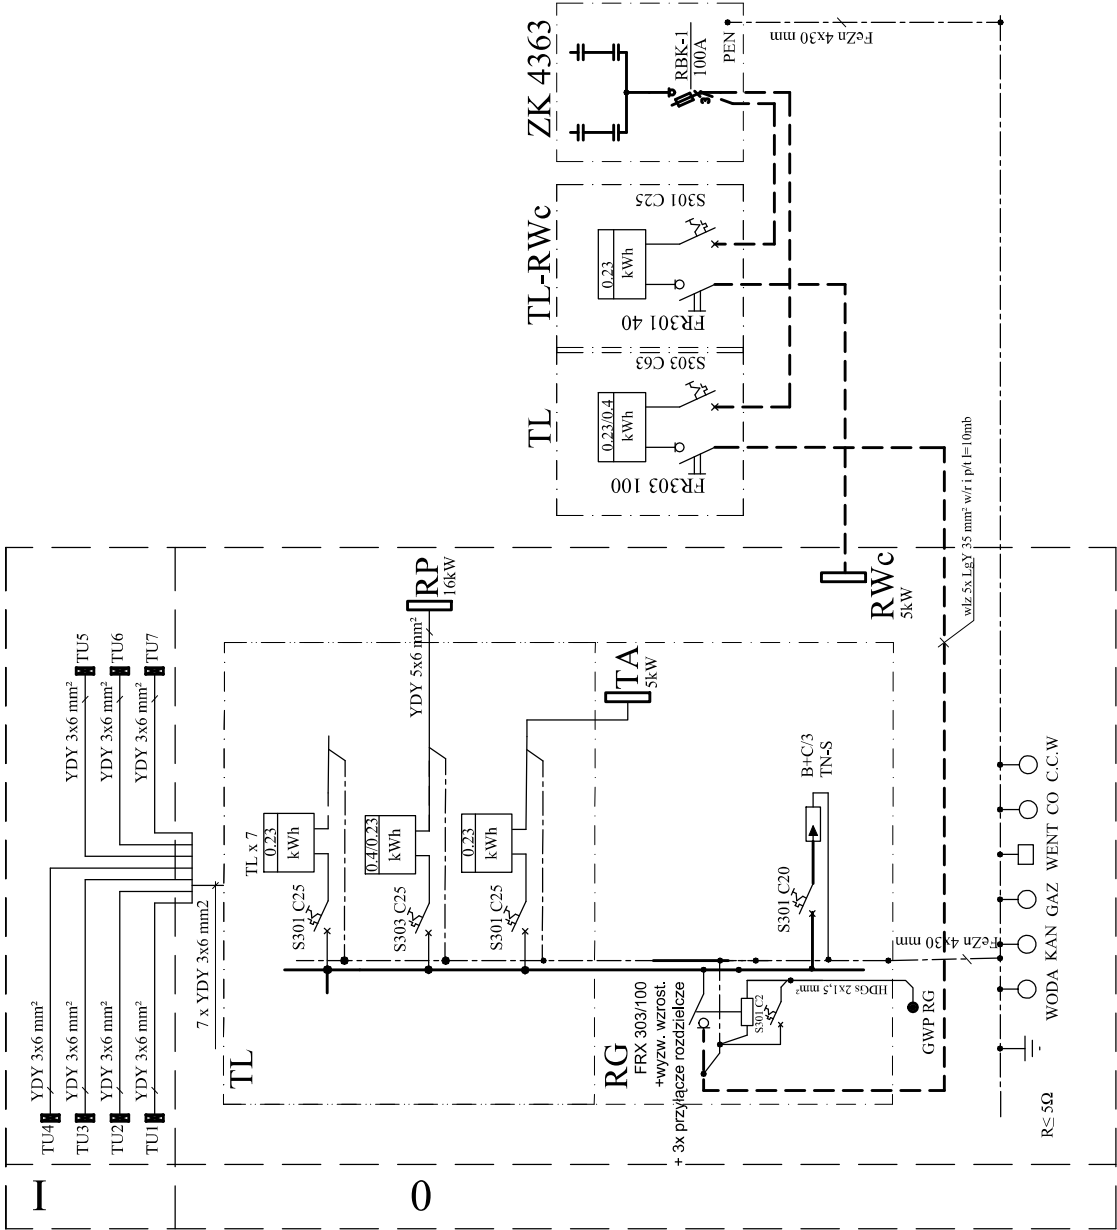 ZK 4363
RBK-1
100A
PEN
FeZn 4x30 mm
TL-RWc
S301 C25
0.23
kWh
FR301 40
TL
S303 C63
0.23/0.4
kWh
FR303 100
wlz 5x LgY 35 mm² w/r i p/t l=10mb
RWc
5kW
RP
16kW
YDY 5x6 mm²
TA
5kW
TU5
YDY 3x6 mm²
TU6
YDY 3x6 mm²
TU7
YDY 3x6 mm²
TL x 7
0.23
kWh
S301 C25
0.4/0.23
kWh
S303 C25
0.23
kWh
S301 C25
B+C/3
TN-S
S301 C20
7 x YDY 3x6 mm2
YDY 3x6 mm²
TU4
YDY 3x6 mm²
TU3
YDY 3x6 mm²
TU2
YDY 3x6 mm²
TU1
TL
RG
FRX 303/100
+wyzw. wzrost.
+ 3x przyłącze rozdzielcze
S301 C2
HDGs 2x1,5 mm²
GWP RG
FeZn 4x30 mm
WODA KAN GAZ WENT CO C.C.W
R≤ 5Ω
I
0